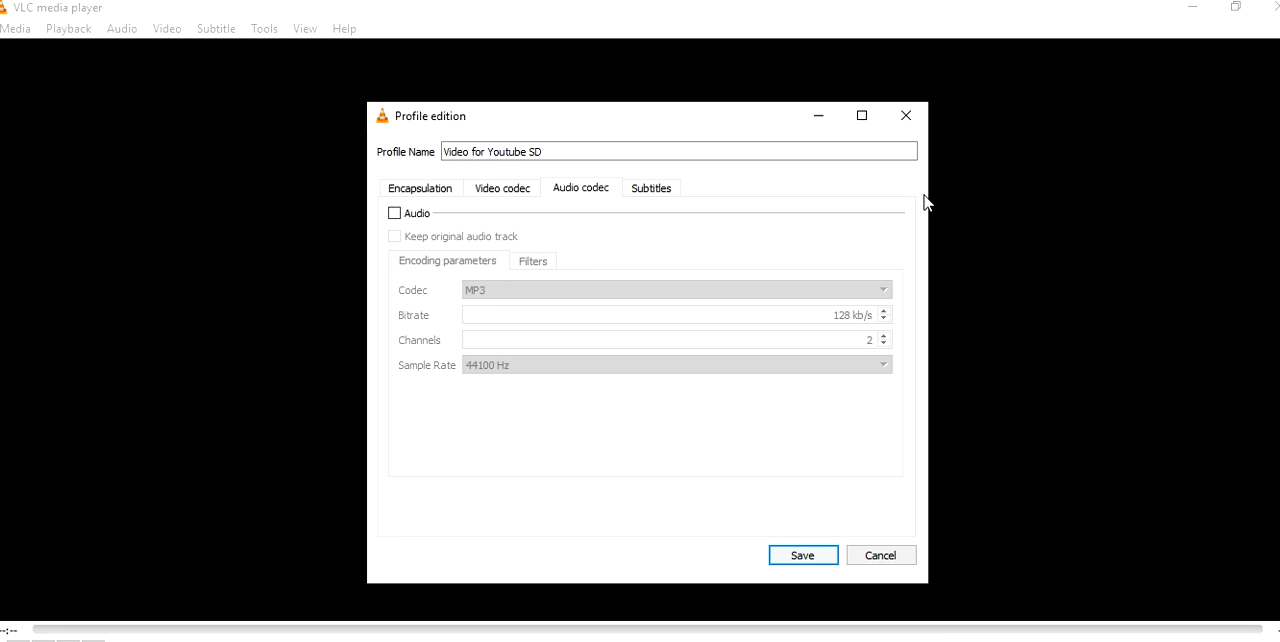 VLC media player
Media Playback Audio Video Subtitle Tools View Help
Profile edition
Profile Name Video for Youtube SD
Encapsulation Video codec Audio codec Subtitles
Audio
Keep original audio track
Encoding parameters Filters
Codec MP3
Bitrate 128 kb/s
Channels 2
Sample Rate 44100 Hz
Save Cancel
--:--